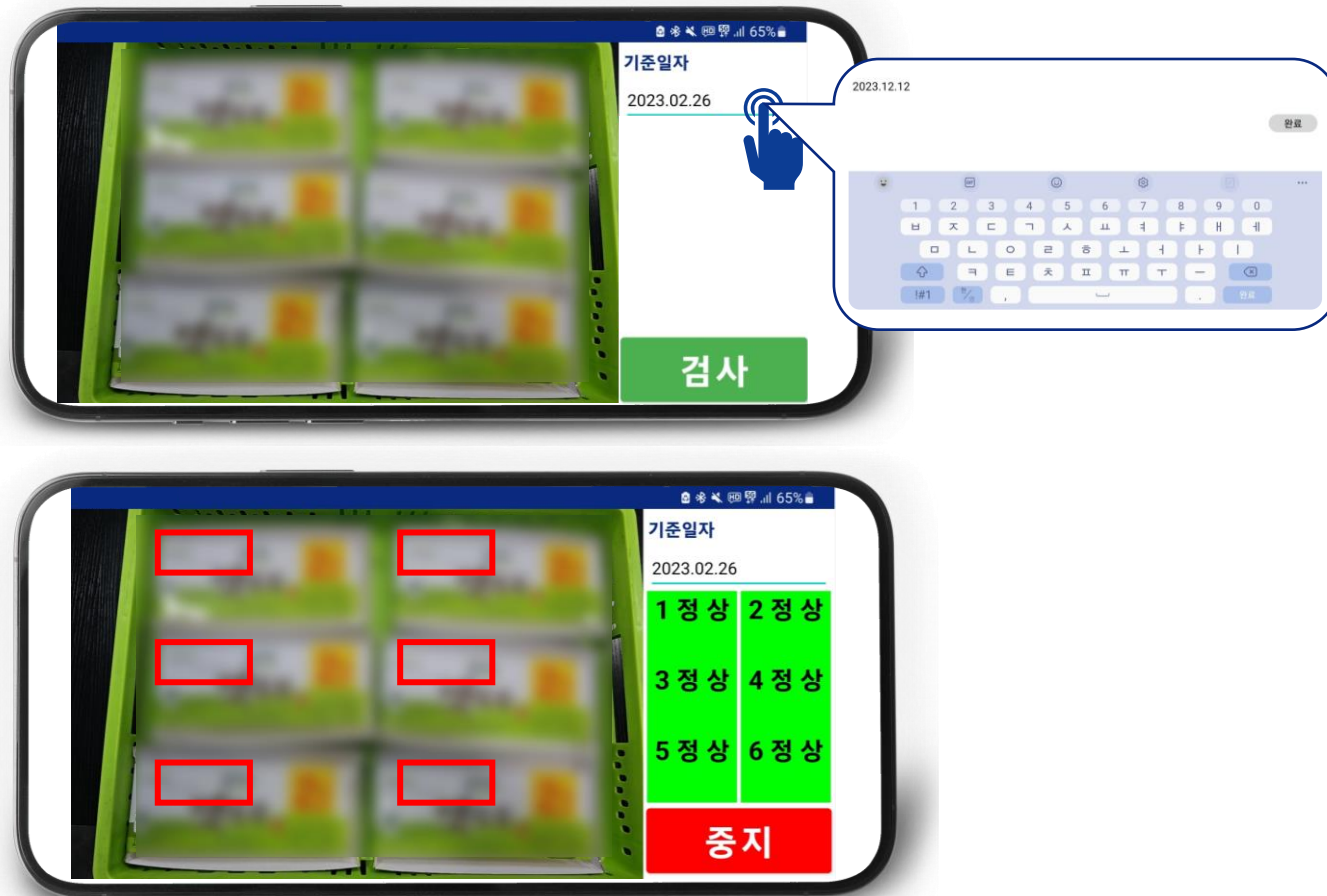 65%
기준일자
2023.02.26
검사
2023.12.12
완료
1 2 3 4 5 6 7 8 9 0
ㅂ ㅈ ㄷ ㄱ ㅅ ㅛ ㅕ ㅑ ㅐ ㅔ
ㅁ ㄴ ㅇ ㄹ ㅎ ㅗ ㅓ ㅏ ㅣ
ㅋ ㅌ ㅊ ㅍ ㅠ ㅜ ㅡ
!#1 , . 완료
65%
기준일자
2023.02.26
1 정 상 2 정 상
3 정 상 4 정 상
5 정 상 6 정 상
중지